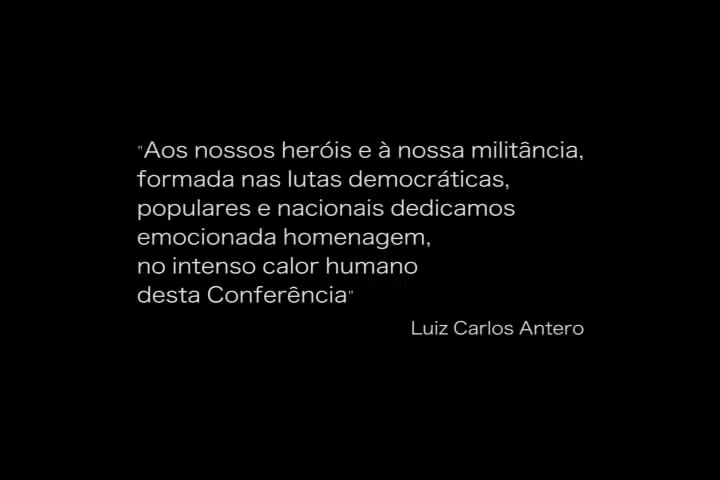 "Aos nossos heróis e à nossa militância,
formada nas lutas democráticas,
populares e nacionais dedicamos
emocionada homenagem,
no intenso calor humano
desta Conferência"
Luiz Carlos Antero